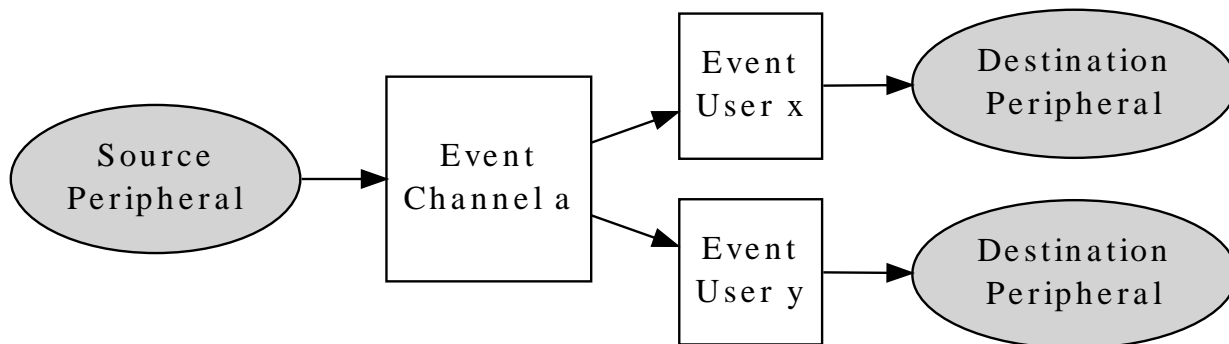 Source
Peripheral
Event
Channel a
Event
User x
Destination
Peripheral
Event
User y
Destination
Peripheral